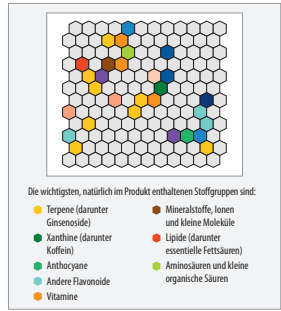 Die wichtigsten, natürlich im Produkt enthaltenen Stoffgruppen sind:
Terpene (darunter
Ginsenoside)
Xanthine (darunter
Koffein)
Anthocyane
Andere Flavonoide
Vitamine
Mineralstoffe, Ionen
und kleine Moleküle
Lipide (darunter
essentielle Fettsäuren)
Aminosäuren und kleine
organische Säuren